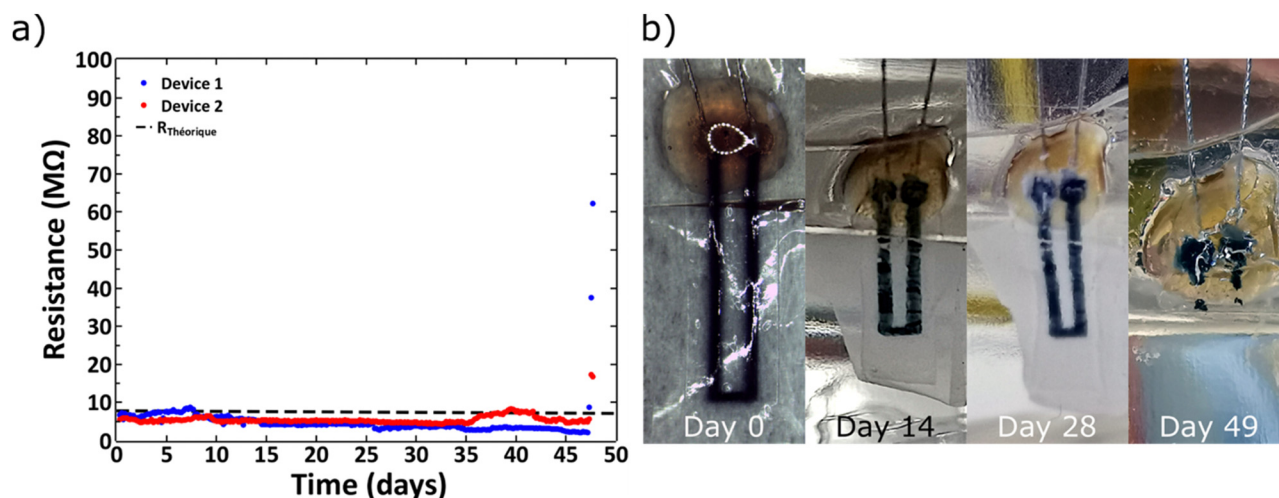 a)
b)
Resistance (MΩ)
100
90
80
70
60
50
40
30
20
10
0
Device 1
Device 2
RThéorique
0 5 10 15 20 25 30 35 40 45 50
Time (days)
Day 0 Day 14 Day 28 Day 49